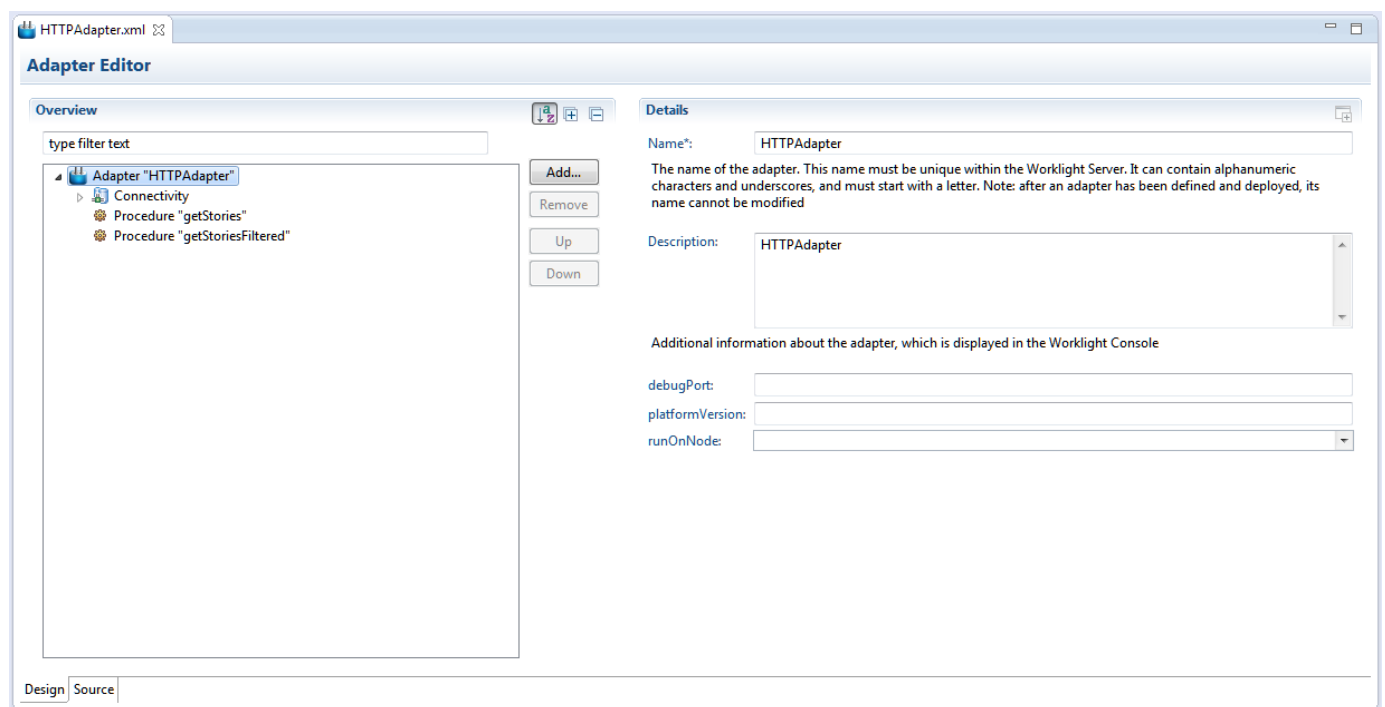 HTTPAdapter.xml
Adapter Editor
Overview
type filter text
Adapter "HTTPAdapter"
Connectivity
Procedure "getStories"
Procedure "getStoriesFiltered"
Add...
Remove
Up
Down
Details
Name*: HTTPAdapter
The name of the adapter. This name must be unique within the Worklight Server. It can contain alphanumeric
characters and underscores, and must start with a letter. Note: after an adapter has been defined and deployed, its
name cannot be modified
Description: HTTPAdapter
Additional information about the adapter, which is displayed in the Worklight Console
debugPort:
platformVersion:
runOnNode:
Design Source